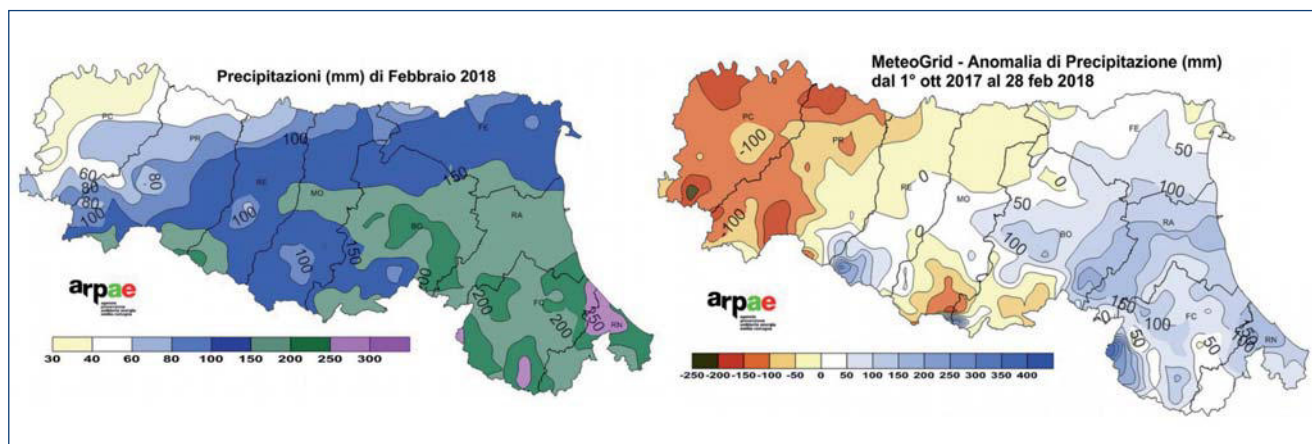 Precipitazioni (mm) di Febbraio 2018
PC
PR
RE
MO
BO
FE
RA
FC
RN
60
80
80
100
80
100
100
100
150
150
200
200
200
250
arpae
30 40 60 80 100 150 200 250 300
MeteoGrid - Anomalia di Precipitazione (mm)
dal 1° ott 2017 al 28 feb 2018
PC
PR
RE
MO
BO
FE
RA
FC
RN
-100
-100
0
0
0
50
50
100
100
150
50
100
50
arpae
-250 -200 -150 -100 -50 0 50 100 150 200 250 300 350 400